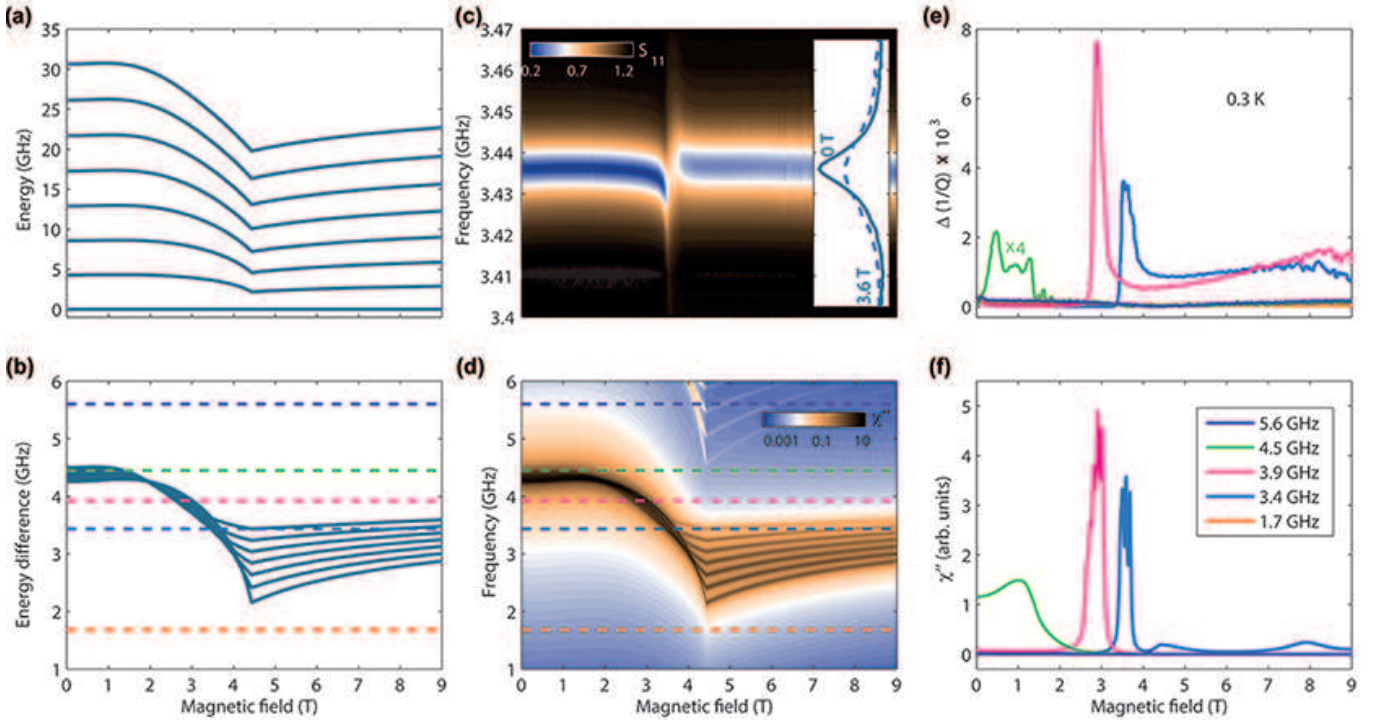 (a)
35
30
25
20
15
10
5
0
Energy (GHz)
(c)
3.47
3.46
3.45
3.44
3.43
3.42
3.41
3.4
Frequency (GHz)
S11
0.2 0.7 1.2
0 T
3.6 T
(e)
8
6
4
2
0
Δ (1/Q) x 10³
0.3 K
x4
(b)
6
5
4
3
2
1
Energy difference (GHz)
0 1 2 3 4 5 6 7 8 9
Magnetic field (T)
(d)
6
5
4
3
2
1
Frequency (GHz)
χ″
0.001 0.1 10
0 1 2 3 4 5 6 7 8 9
Magnetic field (T)
(f)
5
4
3
2
1
0
χ″ (arb. units)
5.6 GHz
4.5 GHz
3.9 GHz
3.4 GHz
1.7 GHz
0 1 2 3 4 5 6 7 8 9
Magnetic field (T)